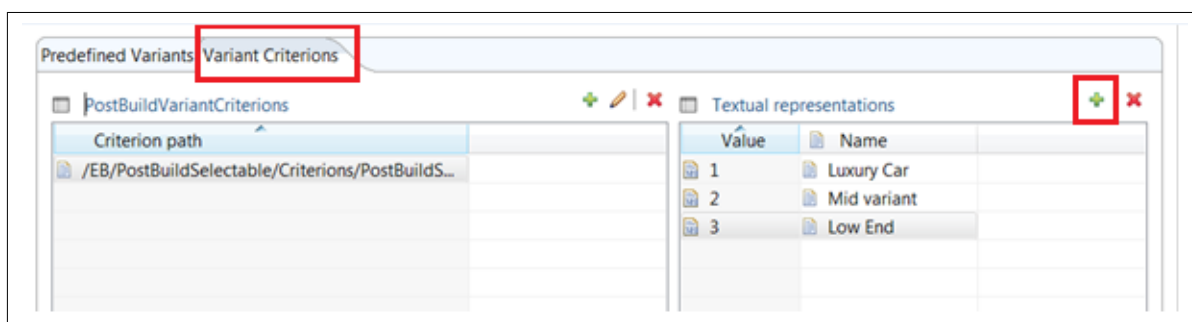 Predefined Variants Variant Criterions
PostBuildVariantCriterions
Textual representations
Criterion path
Value Name
/EB/PostBuildSelectable/Criterions/PostBuildS...
1 Luxury Car
2 Mid variant
3 Low End